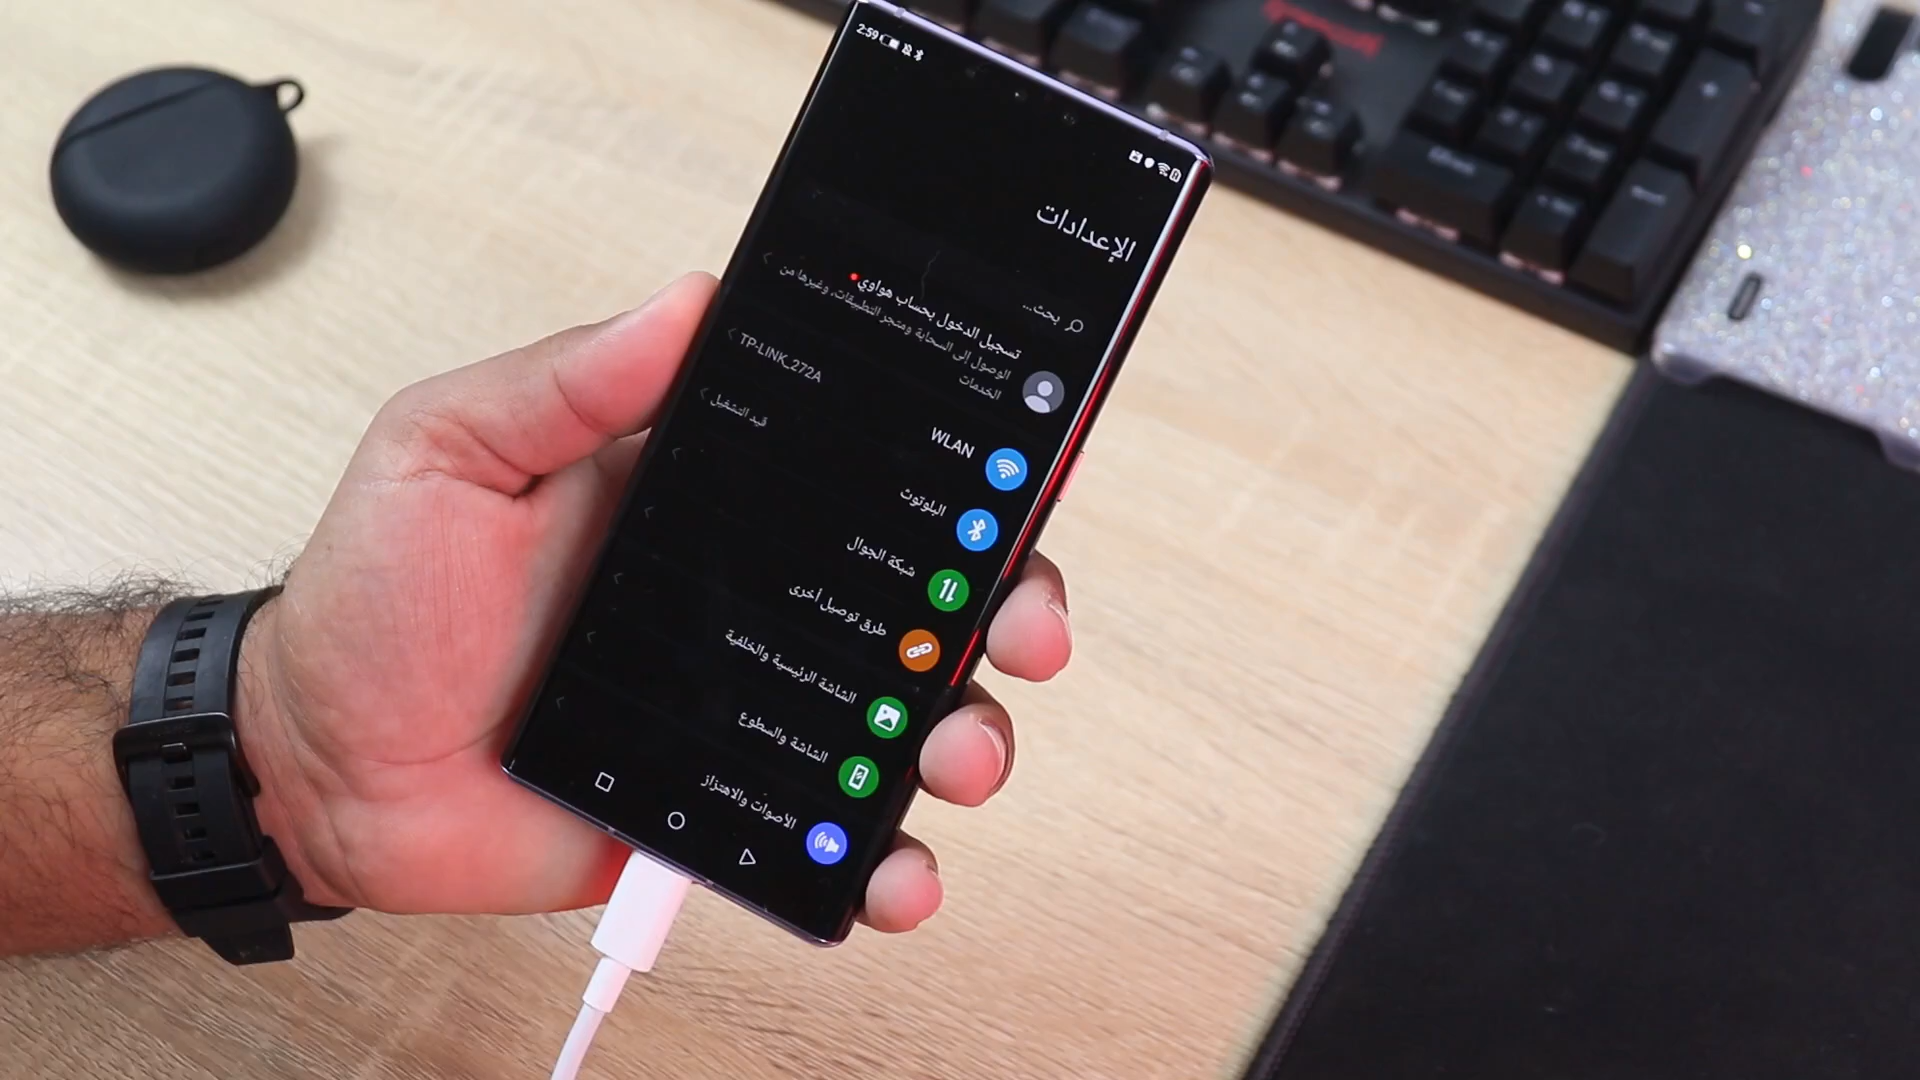 2:59
الإعدادات
بحث...
تسجيل الدخول بحساب هواوي
الوصول إلى السحابة ومتجر التطبيقات، وغيرها من
الخدمات
WLAN
TP-LINK_272A
البلوتوث
قيد التشغيل
شبكة الجوال
طرق توصيل أخرى
الشاشة الرئيسية والخلفية
الشاشة والسطوع
الأصوات والاهتزاز